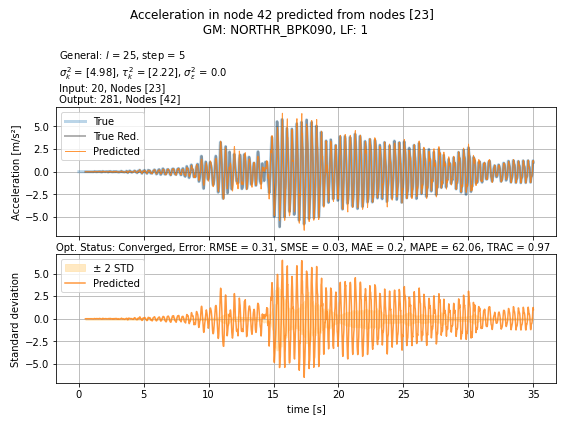 Acceleration in node 42 predicted from nodes [23]
GM: NORTHR_BPK090, LF: 1
General: l = 25, step = 5
σ_k^2 = [4.98], τ_k^2 = [2.22], σ_ε^2 = 0.0
Input: 20, Nodes [23]
Output: 281, Nodes [42]
True
True Red.
Predicted
Acceleration [m/s²]
5.0
2.5
0.0
−2.5
−5.0
Opt. Status: Converged, Error: RMSE = 0.31, SMSE = 0.03, MAE = 0.2, MAPE = 62.06, TRAC = 0.97
± 2 STD
Predicted
Standard deviation
5.0
2.5
0.0
−2.5
−5.0
0 5 10 15 20 25 30 35
time [s]